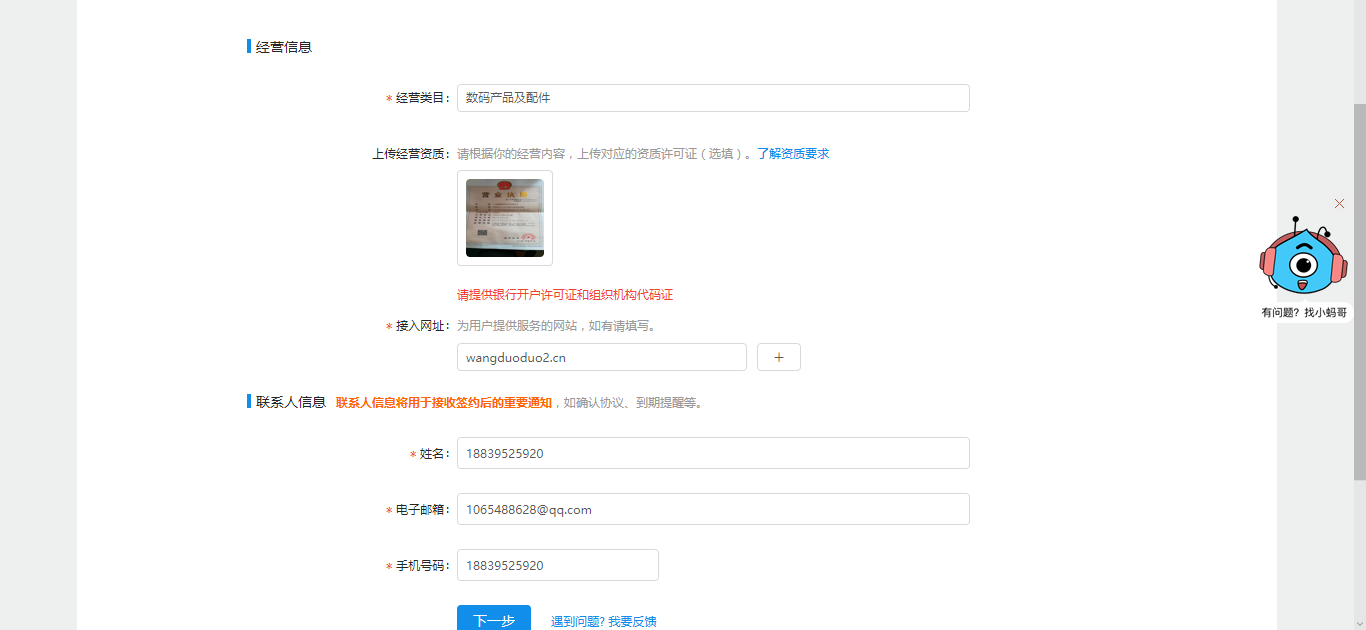 经营信息
* 经营类目: 数码产品及配件
上传经营资质: 请根据你的经营内容，上传对应的资质许可证（选填）。了解资质要求
营业执照
请提供银行开户许可证和组织机构代码证
* 接入网址: 为用户提供服务的网站，如有请填写。
wangduoduo2.cn +
联系人信息 联系人信息将用于接收签约后的重要通知，如确认协议、到期提醒等。
* 姓名: 18839525920
* 电子邮箱: 1065488628@qq.com
* 手机号码: 18839525920
下一步 遇到问题? 我要反馈
有问题? 找小蚂哥